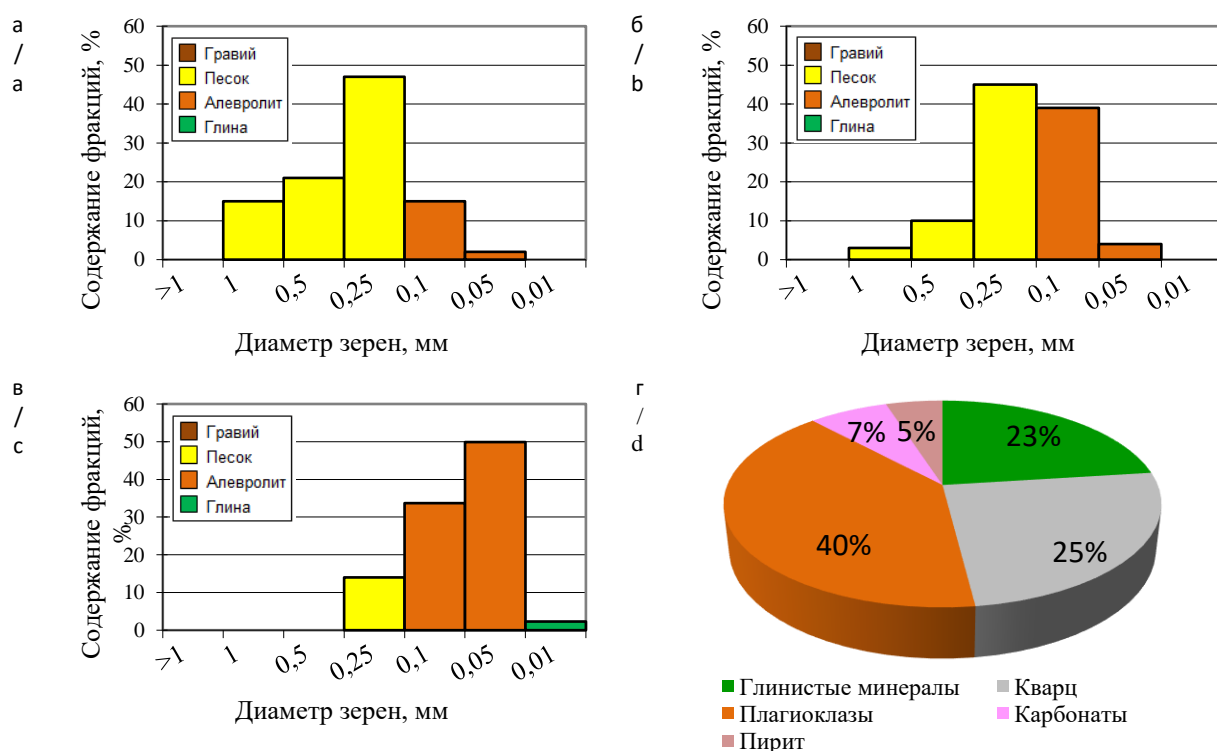 а
/
a
Содержание фракций, %
60
50
40
30
20
10
0
Гравий
Песок
Алевролит
Глина
>1
1
0,5
0,25
0,1
0,05
0,01
Диаметр зерен, мм
б
/
b
Содержание фракций, %
60
50
40
30
20
10
0
Гравий
Песок
Алевролит
Глина
>1
1
0,5
0,25
0,1
0,05
0,01
Диаметр зерен, мм
в
/
c
Содержание фракций,
%
60
50
40
30
20
10
0
Гравий
Песок
Алевролит
Глина
>1
1
0,5
0,25
0,1
0,05
0,01
Диаметр зерен, мм
г
/
d
7%
5%
23%
40%
25%
Глинистые минералы
Кварц
Плагиоклазы
Карбонаты
Пирит